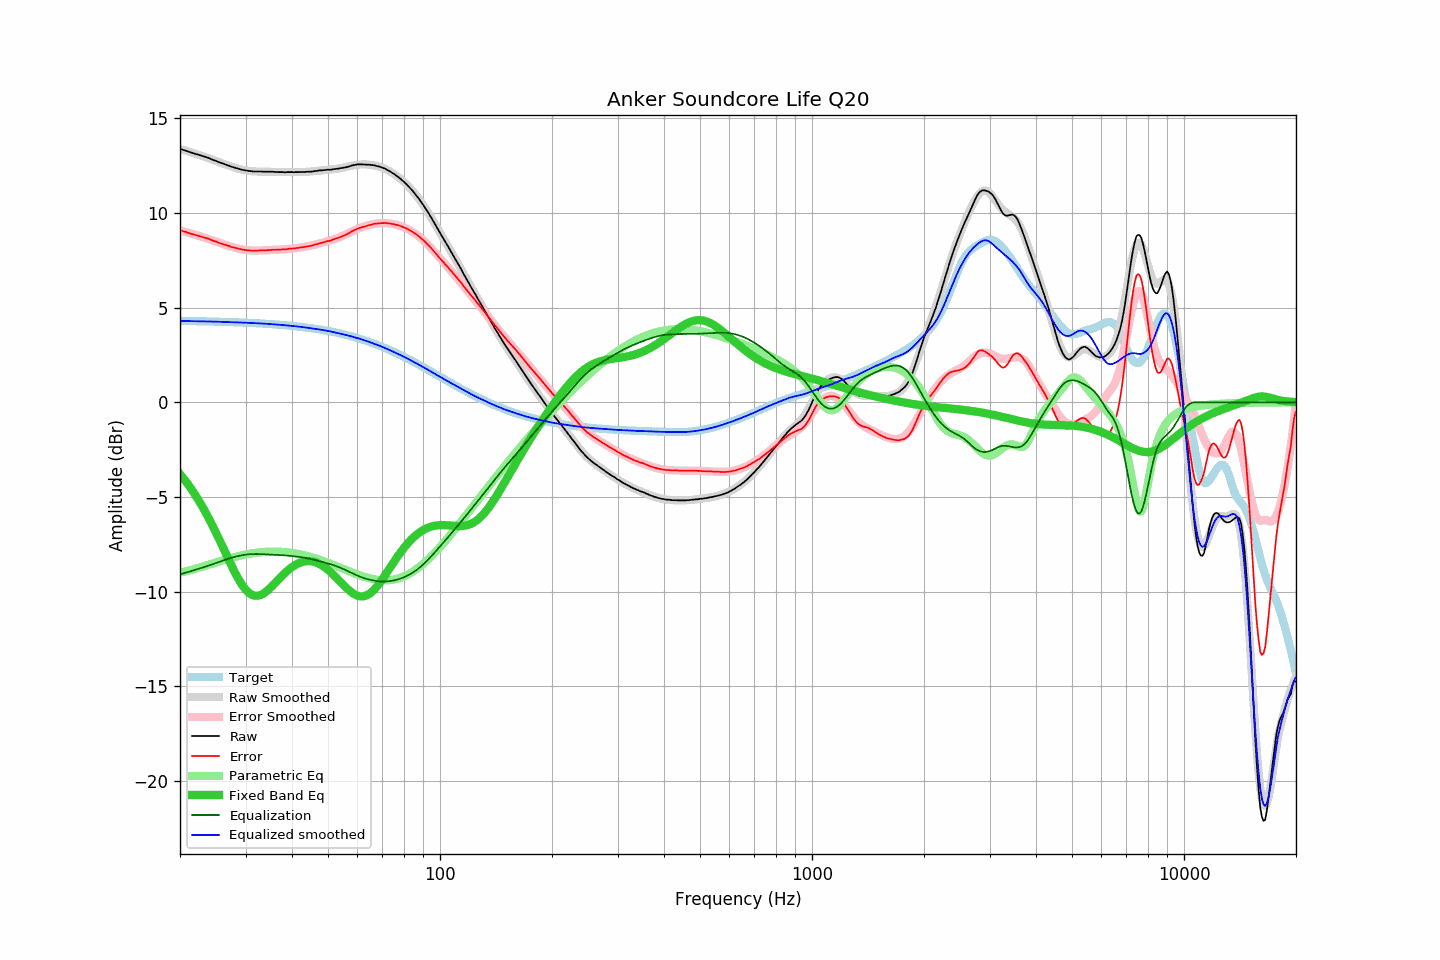 Anker Soundcore Life Q20
Amplitude (dBr)
15
10
5
0
−5
−10
−15
−20
Target
Raw Smoothed
Error Smoothed
Raw
Error
Parametric Eq
Fixed Band Eq
Equalization
Equalized smoothed
100
1000
10000
Frequency (Hz)